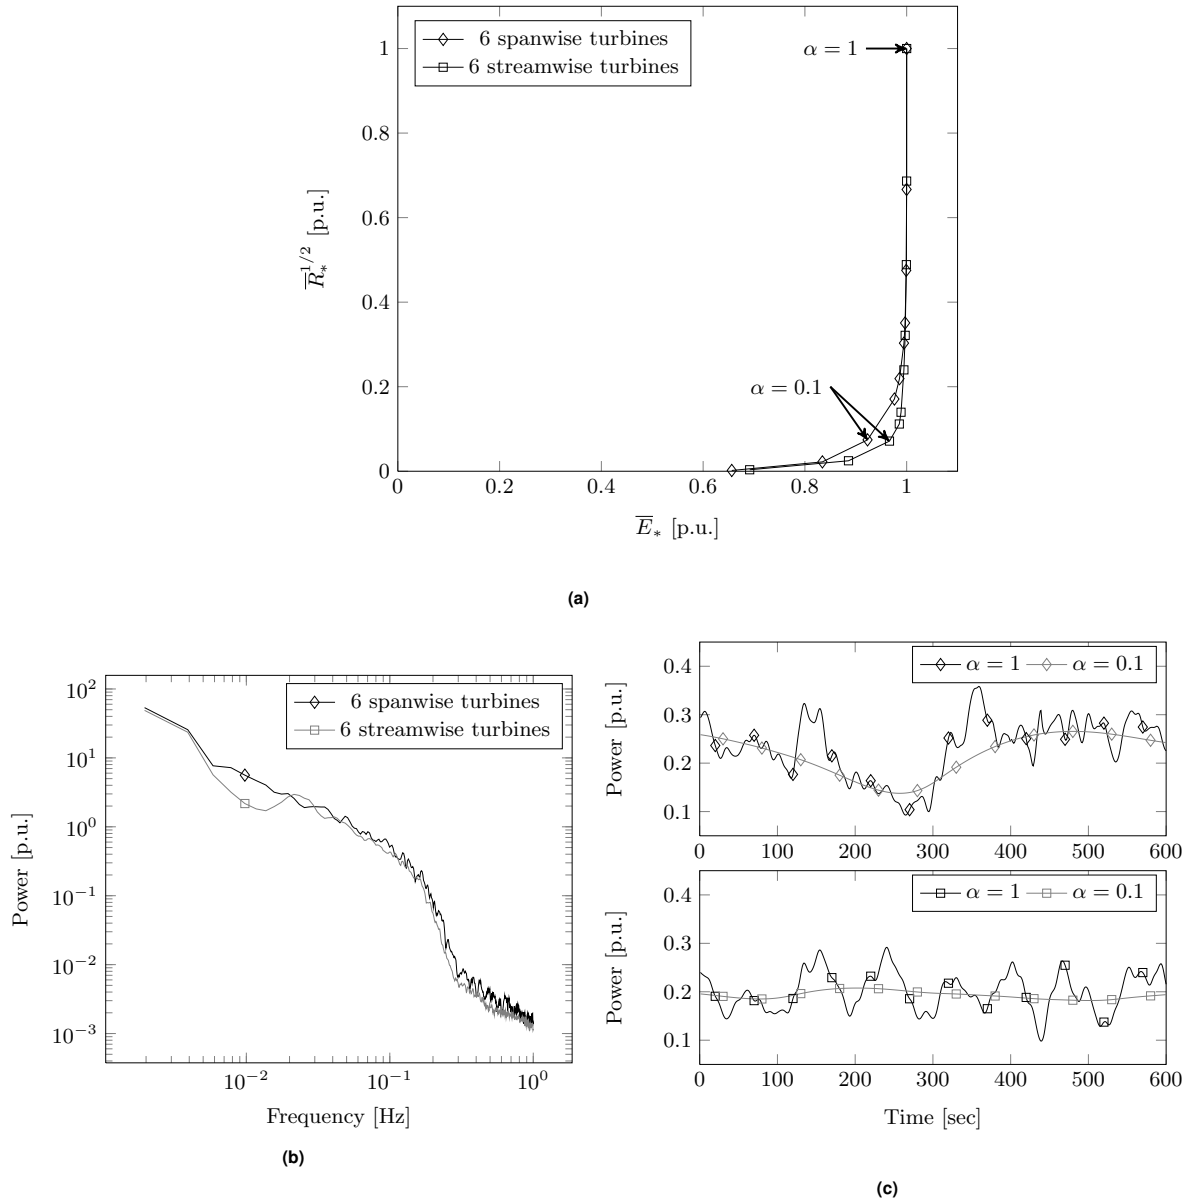 6 spanwise turbines
6 streamwise turbines
α = 1
α = 0.1
1
0.8
0.6
0.4
0.2
0
0 0.2 0.4 0.6 0.8 1
R̅*^1/2 [p.u.]
E̅* [p.u.]
(a)
6 spanwise turbines
6 streamwise turbines
10^2
10^1
10^0
10^−1
10^−2
10^−3
10^−2 10^−1 10^0
Power [p.u.]
Frequency [Hz]
(b)
α = 1 α = 0.1
0.4
0.3
0.2
0.1
Power [p.u.]
0 100 200 300 400 500 600
α = 1 α = 0.1
0.4
0.3
0.2
0.1
Power [p.u.]
0 100 200 300 400 500 600
Time [sec]
(c)